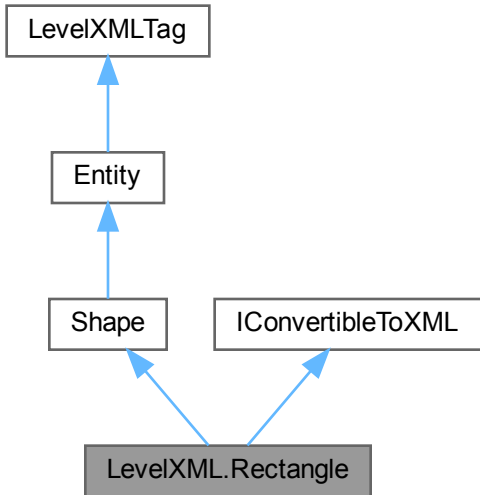 LevelXMLTag
Entity
Shape
IConvertibleToXML
LevelXML.Rectangle